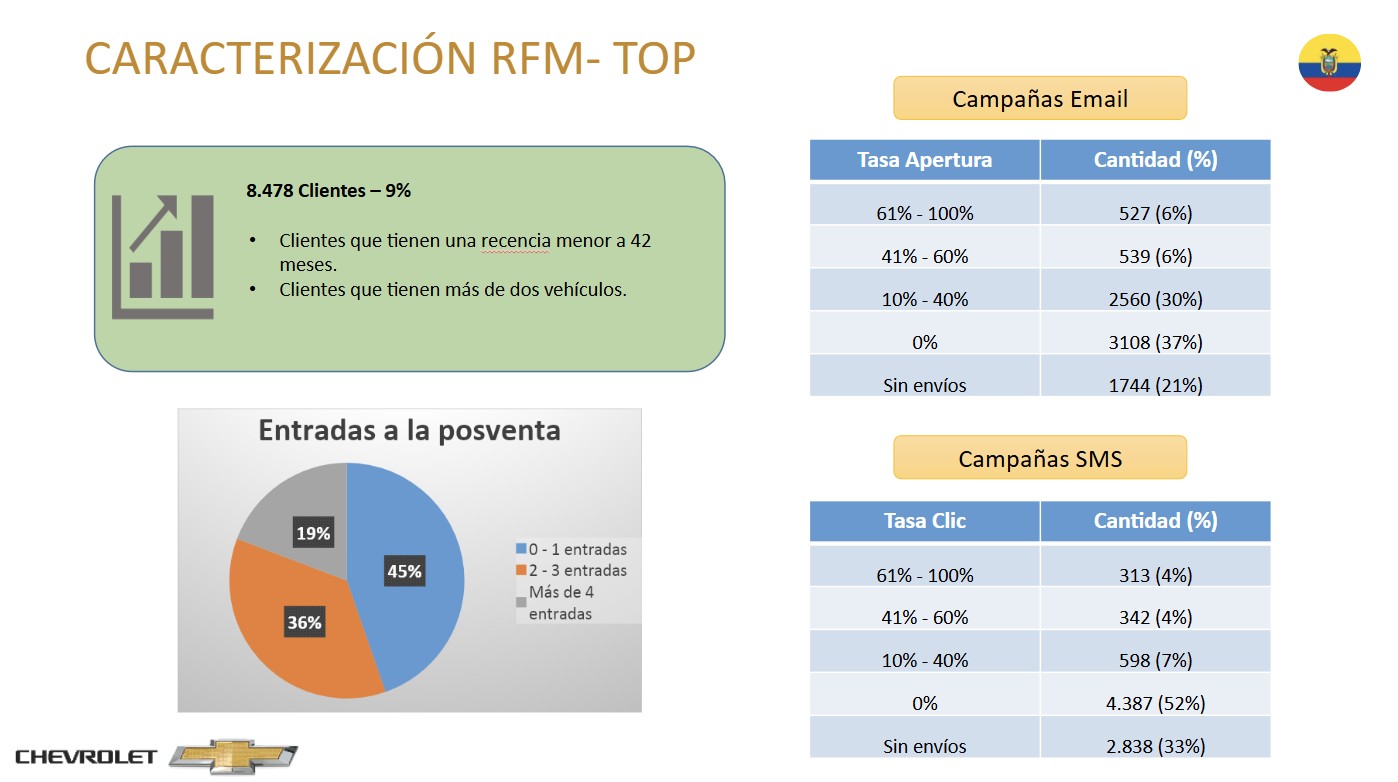 CARACTERIZACIÓN RFM- TOP
8.478 Clientes – 9%
• Clientes que tienen una recencia menor a 42
meses.
• Clientes que tienen más de dos vehículos.
Entradas a la posventa
19%
45%
36%
0 - 1 entradas
2 - 3 entradas
Más de 4
entradas
CHEVROLET
Campañas Email
Tasa Apertura Cantidad (%)
61% - 100% 527 (6%)
41% - 60% 539 (6%)
10% - 40% 2560 (30%)
0% 3108 (37%)
Sin envíos 1744 (21%)
Campañas SMS
Tasa Clic Cantidad (%)
61% - 100% 313 (4%)
41% - 60% 342 (4%)
10% - 40% 598 (7%)
0% 4.387 (52%)
Sin envíos 2.838 (33%)